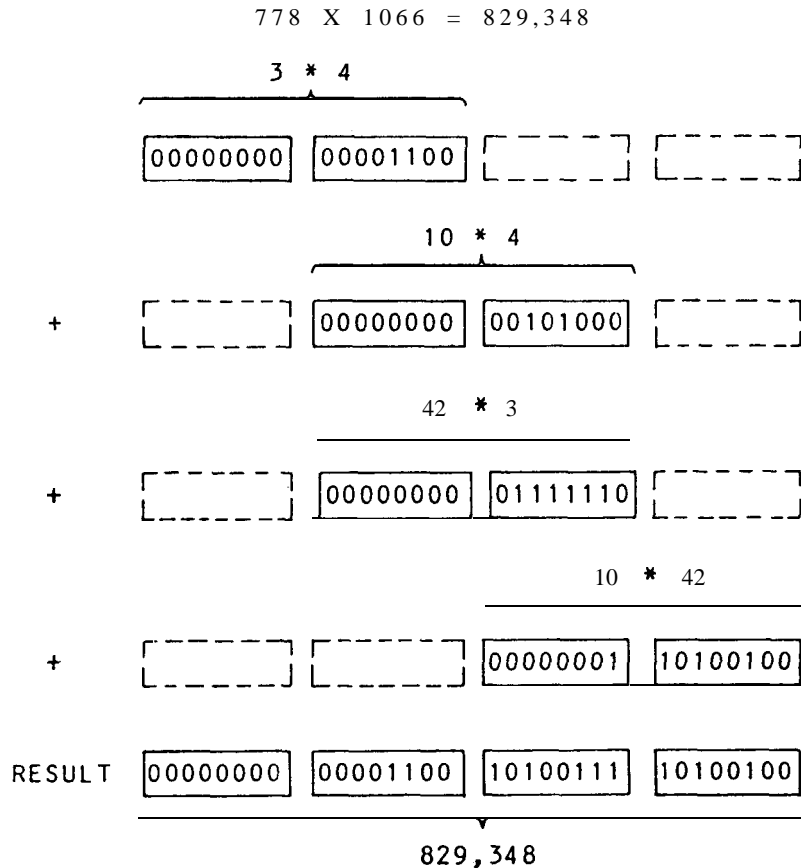 778 X 1066 = 829,348
3 * 4
00000000 00001100
10 * 4
+ 00000000 00101000
42 * 3
+ 00000000 01111110
10 * 42
+ 00000001 10100100
RESULT 00000000 00001100 10100111 10100100
829,348